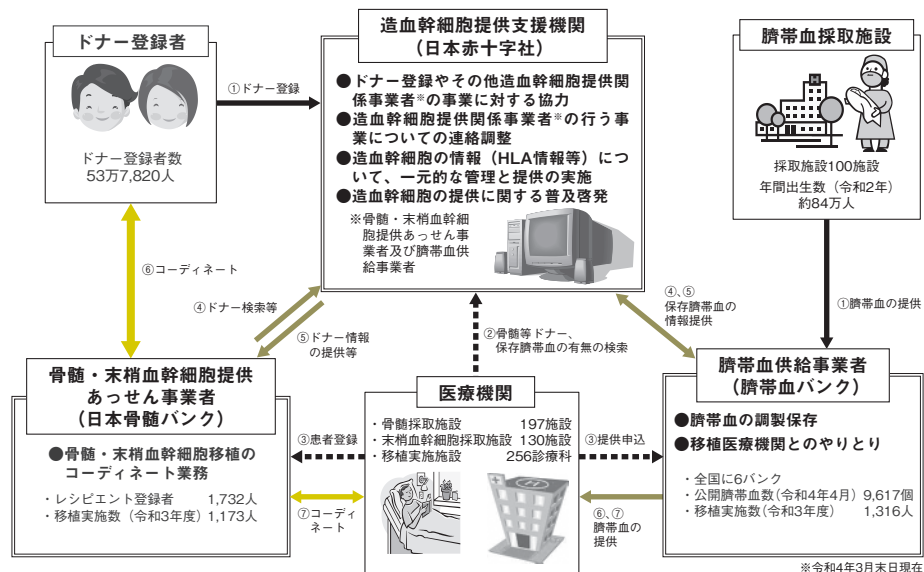 ドナー登録者
ドナー登録者数
53万7,820人
①ドナー登録
造血幹細胞提供支援機関
（日本赤十字社）
●ドナー登録やその他造血幹細胞提供関
係事業者※の事業に対する協力
●造血幹細胞提供関係事業者※の行う事
業についての連絡調整
●造血幹細胞の情報（HLA情報等）につ
いて、一元的な管理と提供の実施
●造血幹細胞の提供に関する普及啓発
※骨髄・末梢血幹細
胞提供あっせん事
業者及び臍帯血供
給事業者
臍帯血採取施設
採取施設100施設
年間出生数（令和2年）
約84万人
⑥コーディネート
④ドナー検索等
⑤ドナー情報
の提供等
②骨髄等ドナー、
保存臍帯血の有無の検索
④、⑤
保存臍帯血の
情報提供
①臍帯血の提供
骨髄・末梢血幹細胞提供
あっせん事業者
（日本骨髄バンク）
●骨髄・末梢血幹細胞移植の
コーディネート業務
・レシピエント登録者 1,732人
・移植実施数（令和3年度）1,173人
③患者登録
⑦コーディ
ネート
医療機関
・骨髄採取施設 197施設
・末梢血幹細胞採取施設 130施設
・移植実施施設 256診療科
H
③提供申込
⑥、⑦
臍帯血の
提供
臍帯血供給事業者
（臍帯血バンク）
●臍帯血の調製保存
●移植医療機関とのやりとり
・全国に6バンク
・公開臍帯血数（令和4年4月）9,617個
・移植実施数（令和3年度） 1,316人
※令和4年3月末日現在